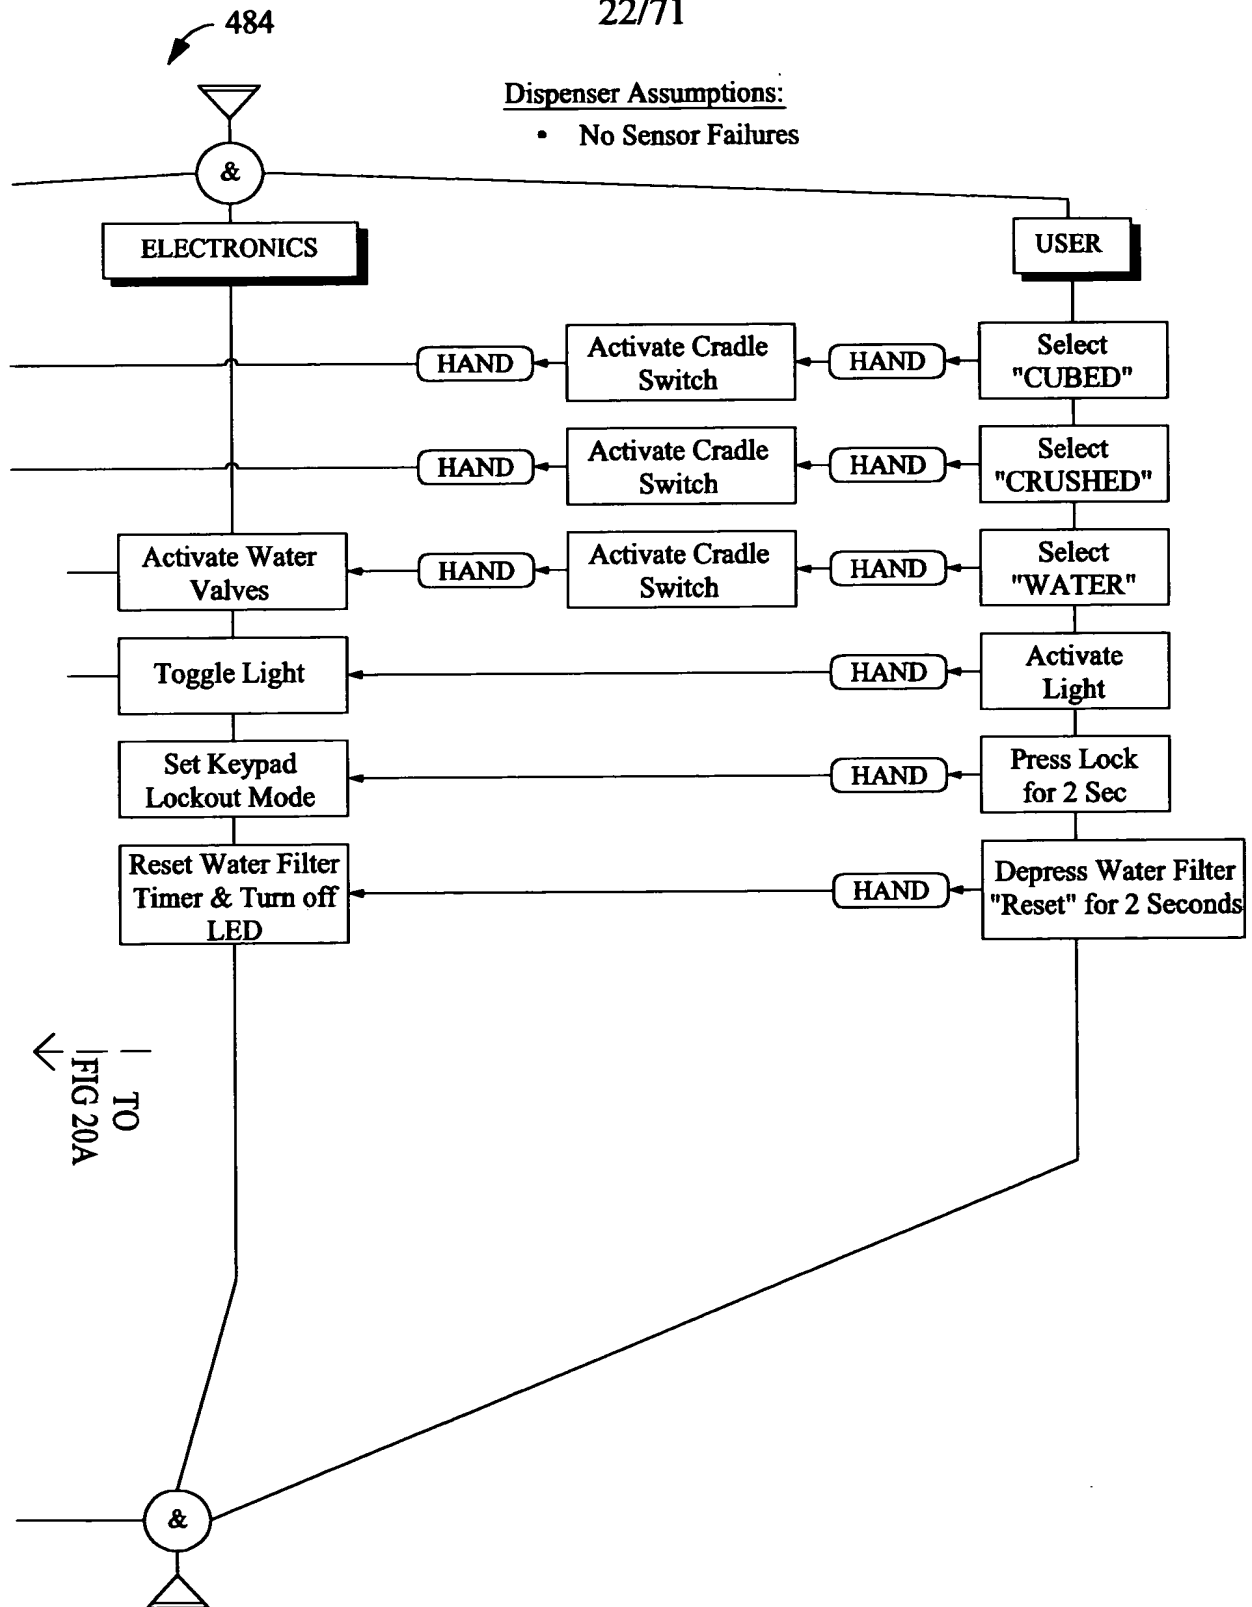 22/71
484
Dispenser Assumptions:
• No Sensor Failures
&
ELECTRONICS
USER
HAND
Activate Cradle
Switch
HAND
Select
"CUBED"
HAND
Activate Cradle
Switch
HAND
Select
"CRUSHED"
Activate Water
Valves
HAND
Activate Cradle
Switch
HAND
Select
"WATER"
Toggle Light
HAND
Activate
Light
Set Keypad
Lockout Mode
HAND
Press Lock
for 2 Sec
Reset Water Filter
Timer & Turn off
LED
HAND
Depress Water Filter
"Reset" for 2 Seconds
TO
FIG 20A
&